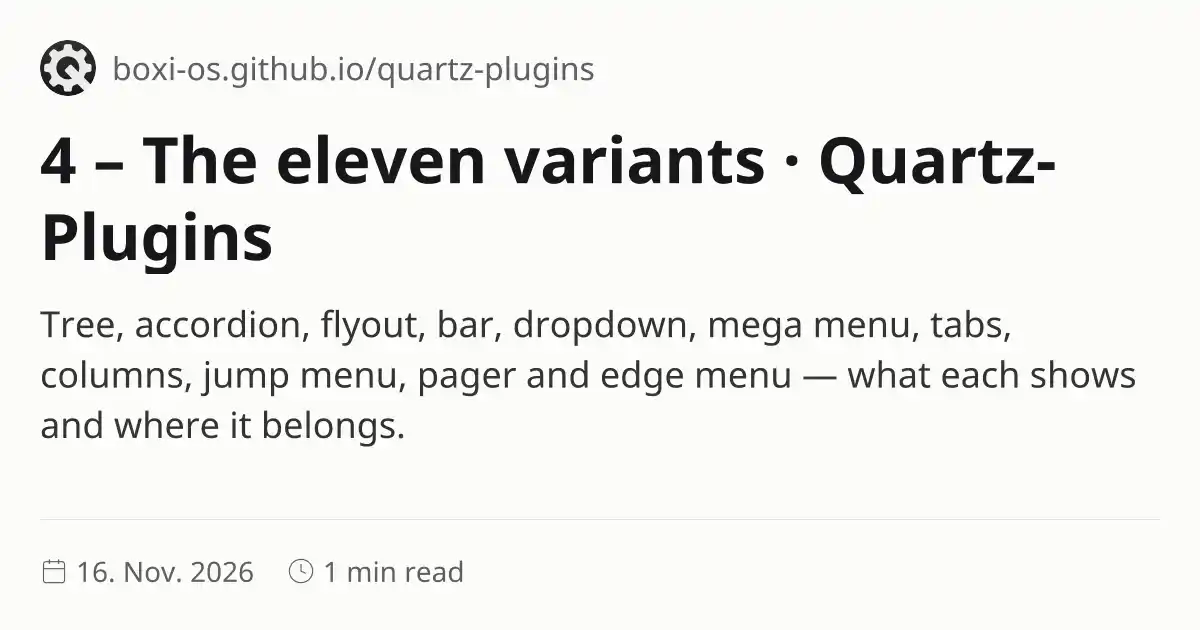 boxi-os.github.io/quartz-plugins
4 – The eleven variants · Quartz-
Plugins
Tree, accordion, flyout, bar, dropdown, mega menu, tabs,
columns, jump menu, pager and edge menu — what each shows
and where it belongs.
16. Nov. 2026 1 min read